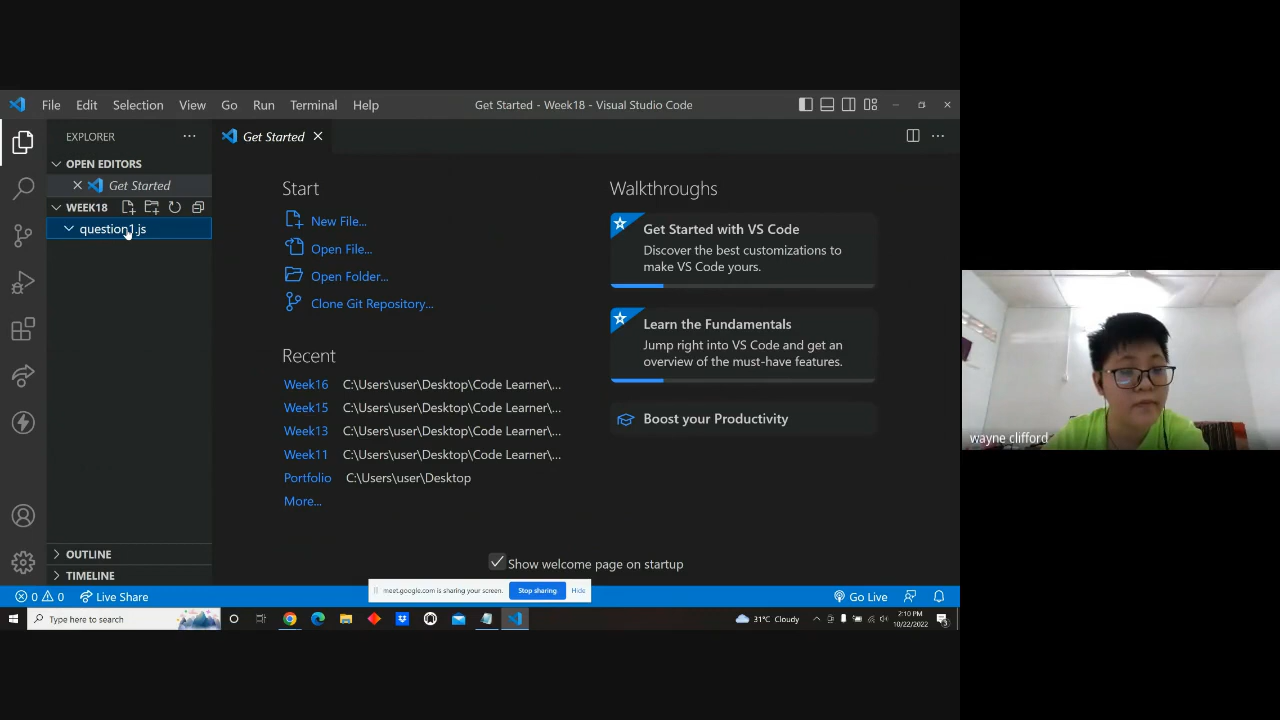 File Edit Selection View Go Run Terminal Help
Get Started - Week18 - Visual Studio Code
EXPLORER
Get Started
OPEN EDITORS
Get Started
WEEK18
question1.js
Start
New File...
Open File...
Open Folder...
Clone Git Repository...
Recent
Week16 C:\Users\user\Desktop\Code Learner\...
Week15 C:\Users\user\Desktop\Code Learner\...
Week13 C:\Users\user\Desktop\Code Learner\...
Week11 C:\Users\user\Desktop\Code Learner\...
Portfolio C:\Users\user\Desktop
More...
Walkthroughs
Get Started with VS Code
Discover the best customizations to
make VS Code yours.
Learn the Fundamentals
Jump right into VS Code and get an
overview of the must-have features.
Boost your Productivity
Show welcome page on startup
OUTLINE
TIMELINE
meet.google.com is sharing your screen. Stop sharing Hide
0 0 Live Share
Go Live
Type here to search
31°C Cloudy
2:10 PM
10/22/2022
wayne clifford